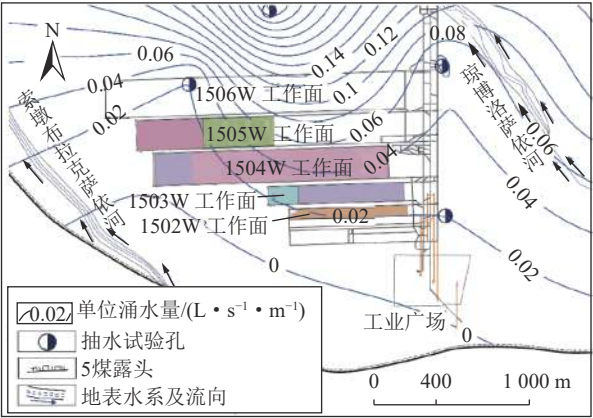 N
0.06
0.04
0.02
0.14
0.12
0.08
0.1
0.06
0.04
0.06
0.04
0.02
0.02
0
0
索墩布拉克萨依河
琼博洛萨依河
1506W 工作面
1505W 工作面
1504W 工作面
1503W 工作面
1502W 工作面
工业广场
0.02 单位涌水量/(L·s⁻¹·m⁻¹)
抽水试验孔
5煤露头
地表水系及流向
0 400 1 000 m